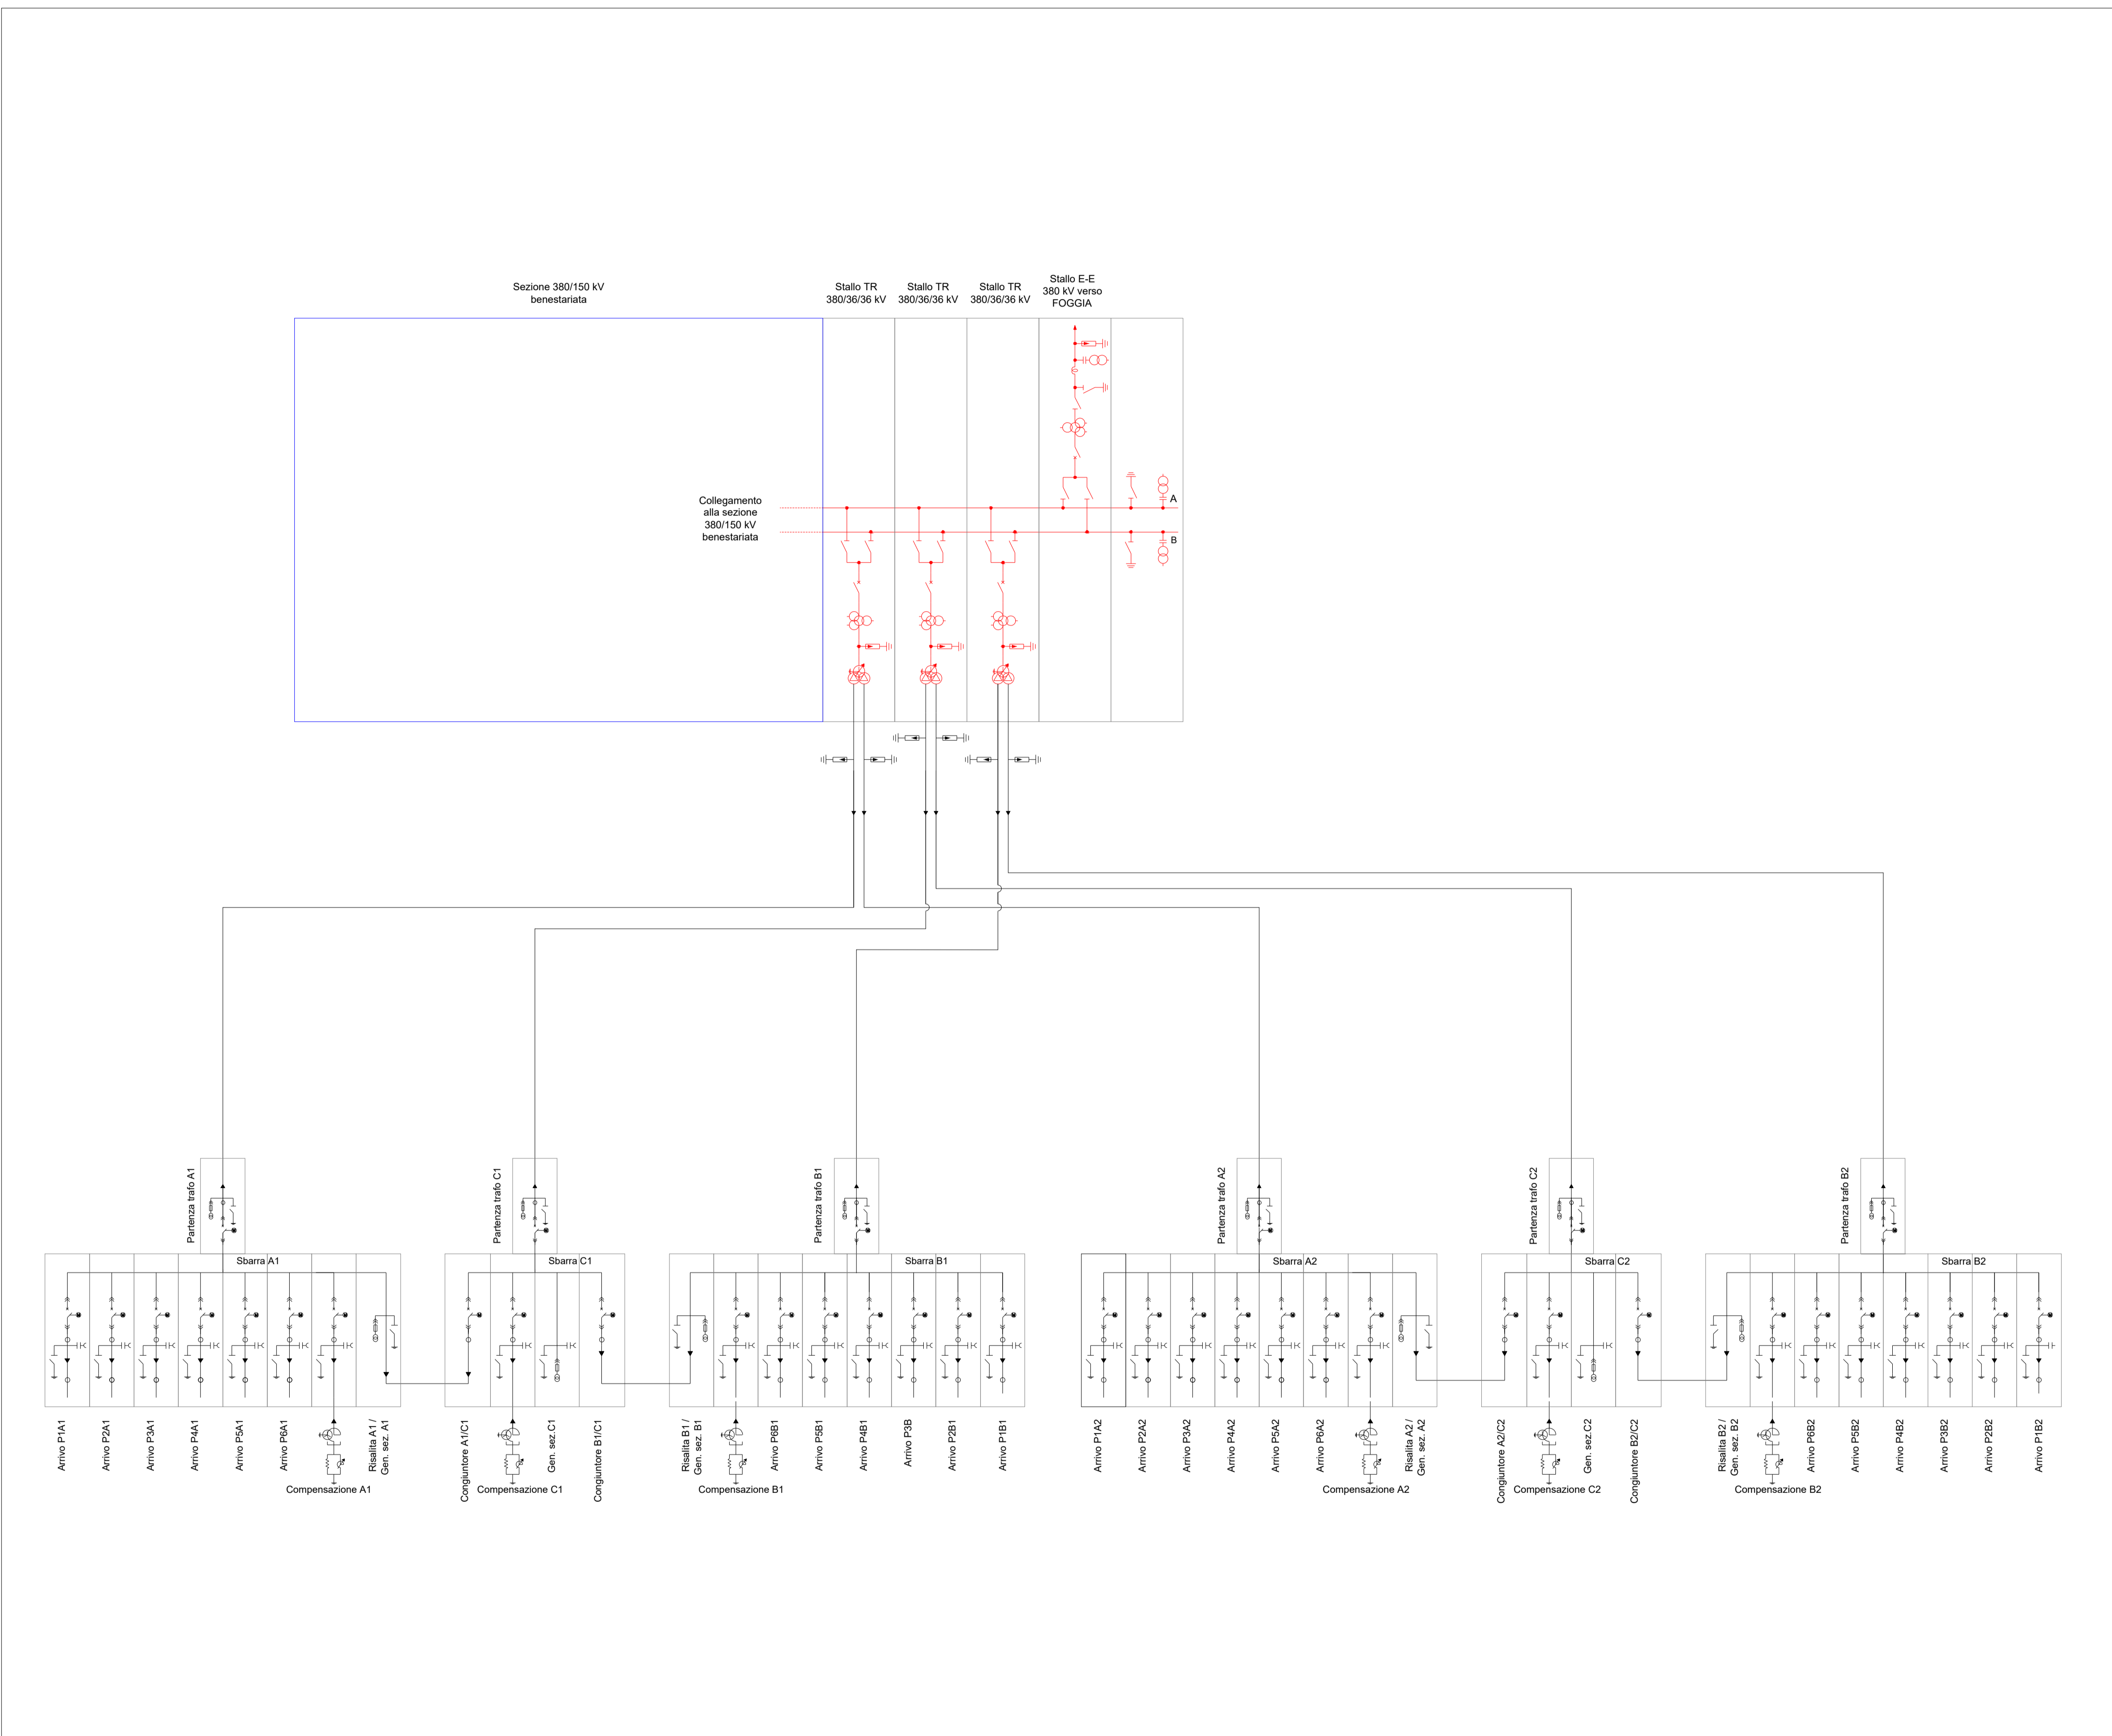 Sezione 380/150 kV
benestariata
Stallo TR
380/36/36 kV
Stallo TR
380/36/36 kV
Stallo TR
380/36/36 kV
Stallo E-E
380 kV verso
FOGGIA
Collegamento
alla sezione
380/150 kV
benestariata
A
B
Partenza trafo A1
Partenza trafo C1
Partenza trafo B1
Partenza trafo A2
Partenza trafo C2
Partenza trafo B2
Sbarra A1
Sbarra C1
Sbarra B1
Sbarra A2
Sbarra C2
Sbarra B2
Arrivo P1A1
Arrivo P2A1
Arrivo P3A1
Arrivo P4A1
Arrivo P5A1
Arrivo P6A1
Compensazione A1
Risalita A1 /
Gen. sez. A1
Congiuntore A1/C1
Compensazione C1
Gen. sez.C1
Congiuntore B1/C1
Risalita B1 /
Gen. sez. B1
Compensazione B1
Arrivo P6B1
Arrivo P5B1
Arrivo P4B1
Arrivo P3B
Arrivo P2B1
Arrivo P1B1
Arrivo P1A2
Arrivo P2A2
Arrivo P3A2
Arrivo P4A2
Arrivo P5A2
Arrivo P6A2
Compensazione A2
Risalita A2 /
Gen. sez. A2
Congiuntore A2/C2
Compensazione C2
Gen. sez.C2
Congiuntore B2/C2
Risalita B2 /
Gen. sez. B2
Compensazione B2
Arrivo P6B2
Arrivo P5B2
Arrivo P4B2
Arrivo P3B2
Arrivo P2B2
Arrivo P1B2